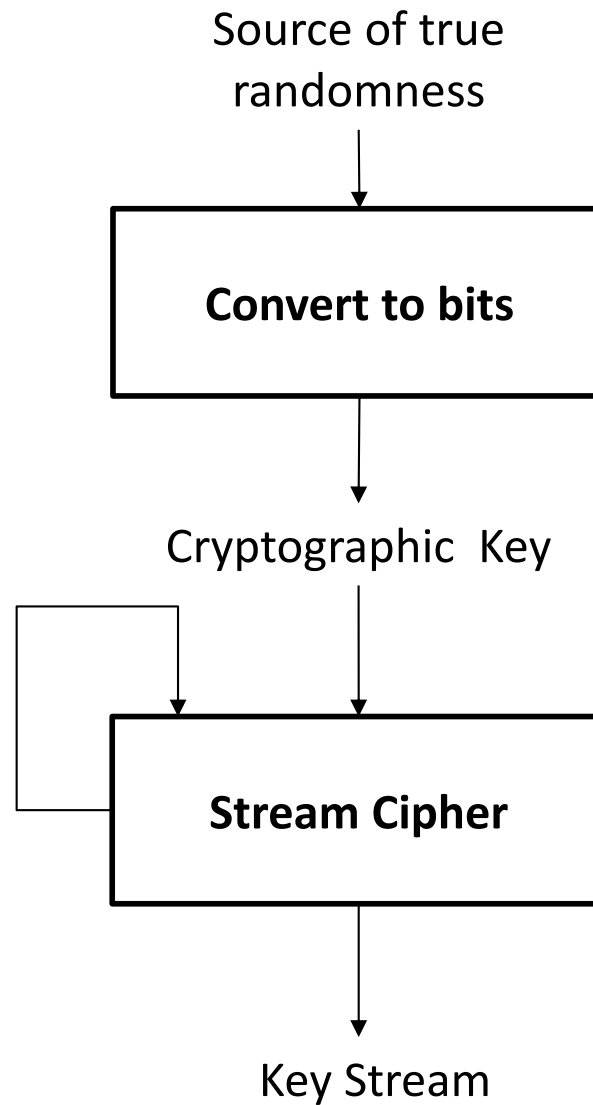 Source of true
randomness
Convert to bits
Cryptographic Key
Stream Cipher
Key Stream